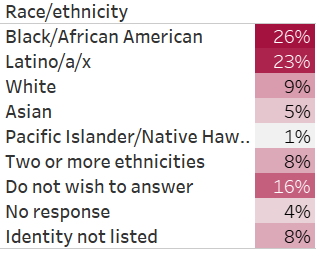 Race/ethnicity
Black/African American 26%
Latino/a/x 23%
White 9%
Asian 5%
Pacific Islander/Native Haw.. 1%
Two or more ethnicities 8%
Do not wish to answer 16%
No response 4%
Identity not listed 8%